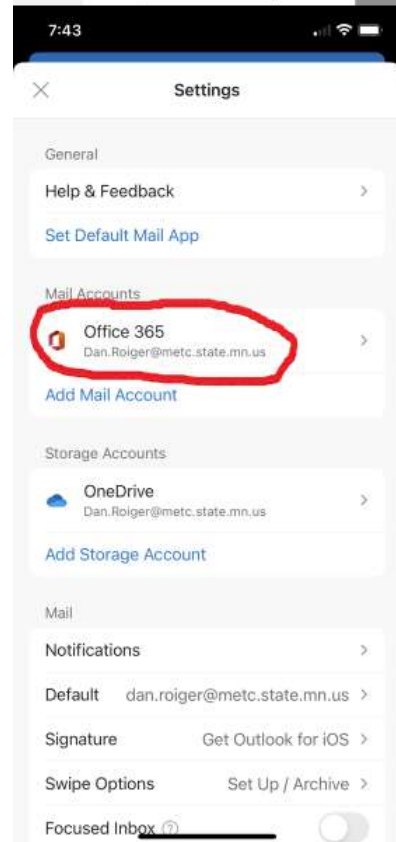 7:43
Settings
General
Help & Feedback
Set Default Mail App
Mail Accounts
Office 365
Dan.Roiger@metc.state.mn.us
Add Mail Account
Storage Accounts
OneDrive
Dan.Roiger@metc.state.mn.us
Add Storage Account
Mail
Notifications
Default dan.roiger@metc.state.mn.us
Signature Get Outlook for iOS
Swipe Options Set Up / Archive
Focused Inbox